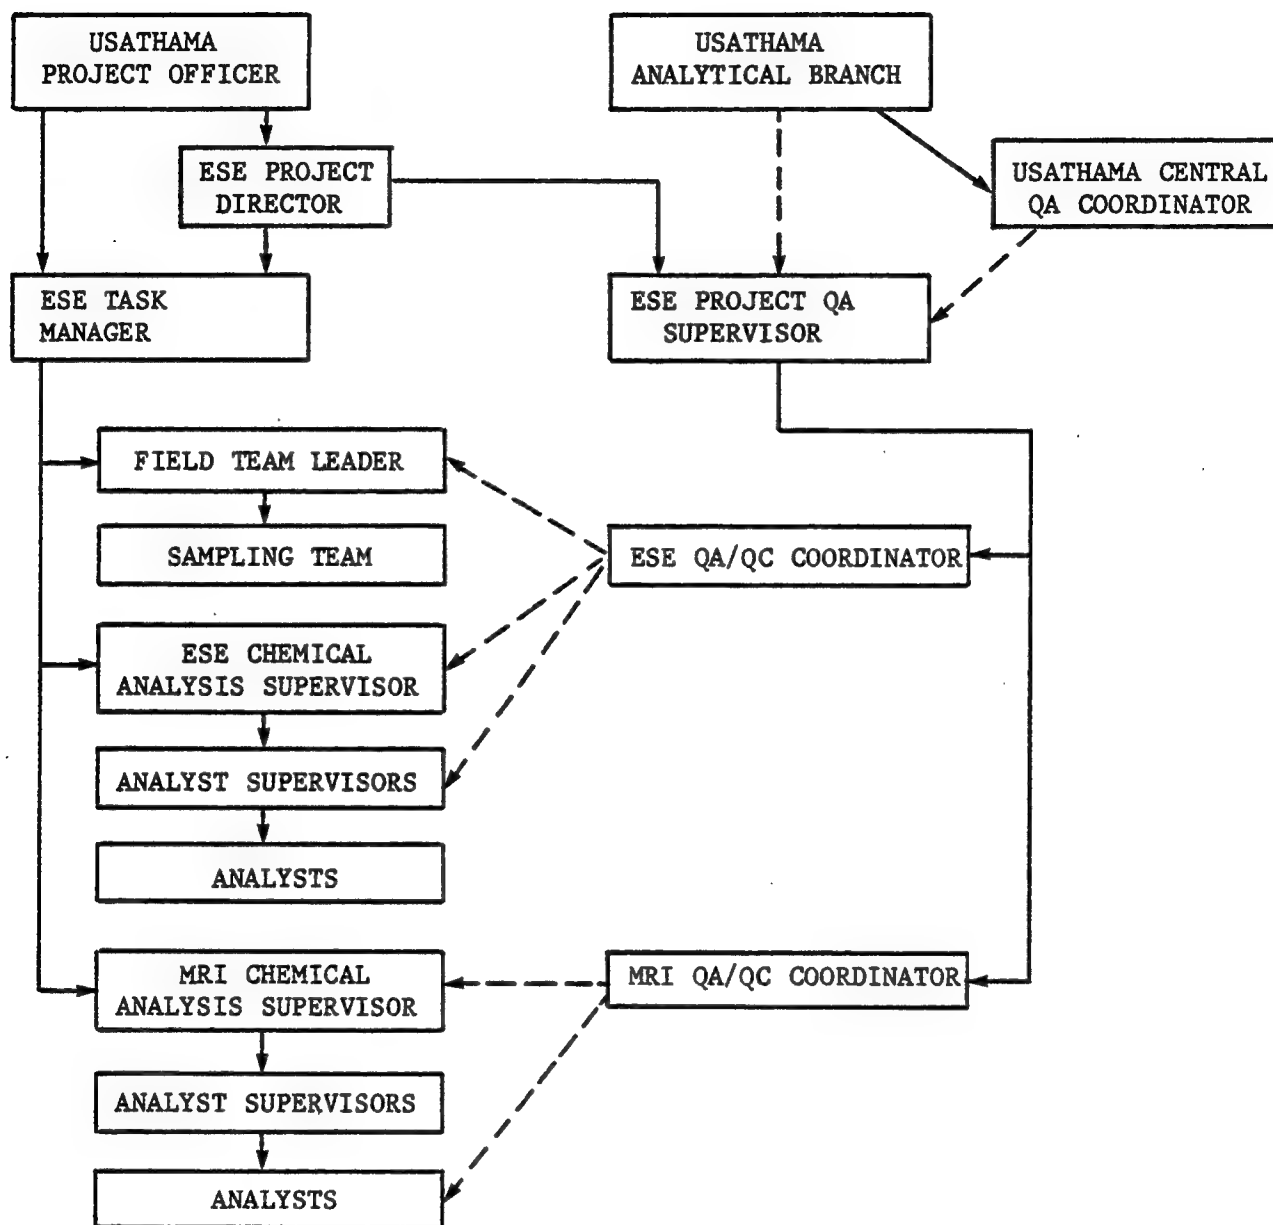 USATHAMA
PROJECT OFFICER
USATHAMA
ANALYTICAL BRANCH
ESE PROJECT
DIRECTOR
USATHAMA CENTRAL
QA COORDINATOR
ESE TASK
MANAGER
ESE PROJECT QA
SUPERVISOR
FIELD TEAM LEADER
SAMPLING TEAM
ESE QA/QC COORDINATOR
ESE CHEMICAL
ANALYSIS SUPERVISOR
ANALYST SUPERVISORS
ANALYSTS
MRI CHEMICAL
ANALYSIS SUPERVISOR
MRI QA/QC COORDINATOR
ANALYST SUPERVISORS
ANALYSTS